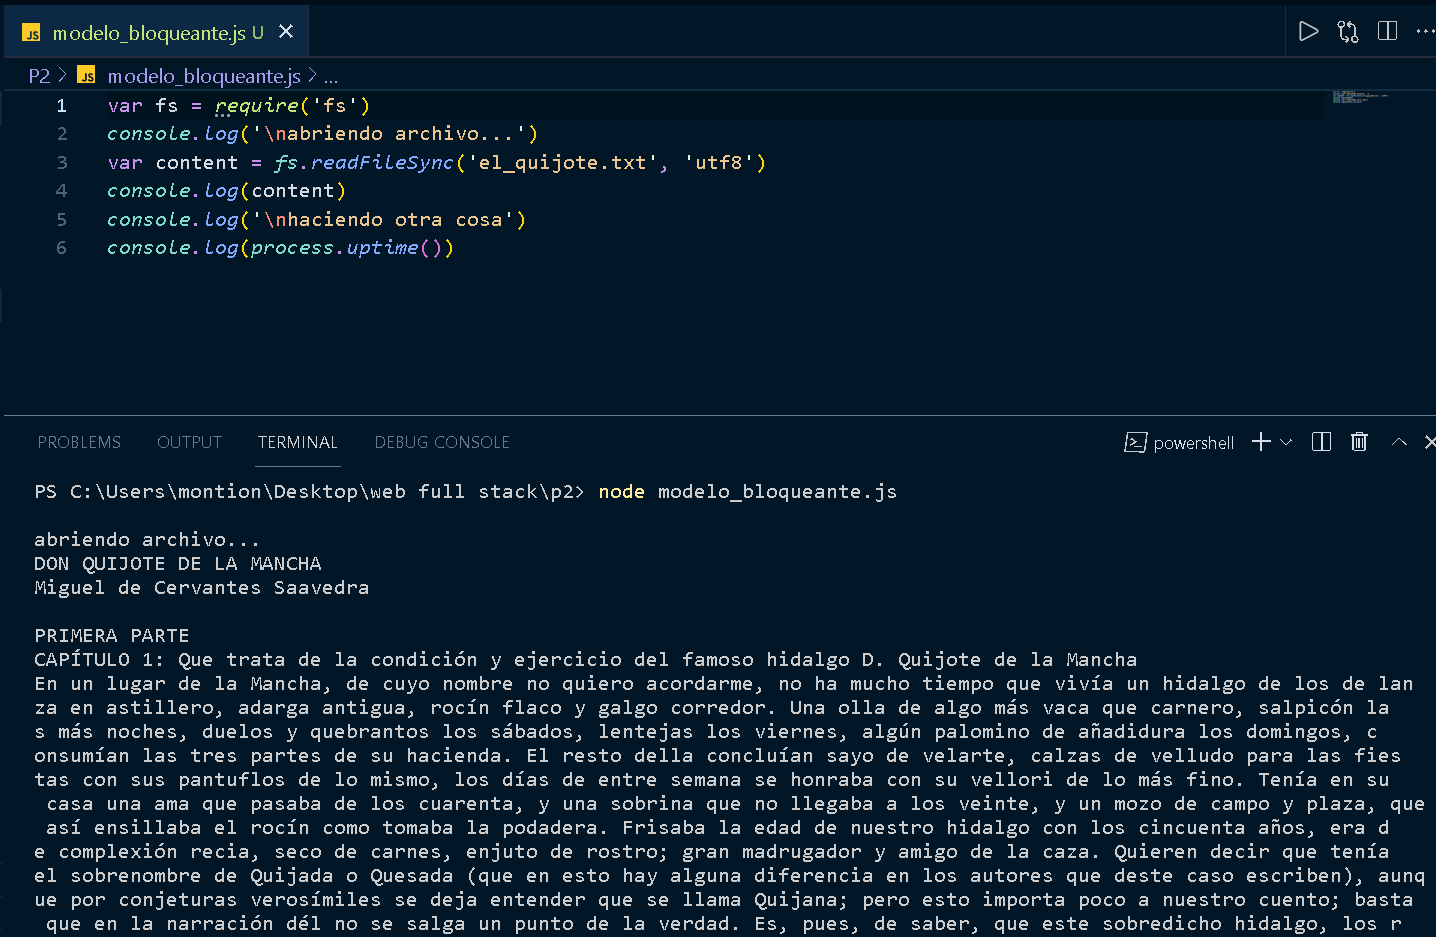 JS modelo_bloqueante.js U
P2 > JS modelo_bloqueante.js > ...
1 var fs = require('fs')
2 console.log('\nabriendo archivo...')
3 var content = fs.readFileSync('el_quijote.txt', 'utf8')
4 console.log(content)
5 console.log('\nhaciendo otra cosa')
6 console.log(process.uptime())
PROBLEMS OUTPUT TERMINAL DEBUG CONSOLE powershell
PS C:\Users\montion\Desktop\web full stack\p2> node modelo_bloqueante.js
abriendo archivo...
DON QUIJOTE DE LA MANCHA
Miguel de Cervantes Saavedra
PRIMERA PARTE
CAPÍTULO 1: Que trata de la condición y ejercicio del famoso hidalgo D. Quijote de la Mancha
En un lugar de la Mancha, de cuyo nombre no quiero acordarme, no ha mucho tiempo que vivía un hidalgo de los de lan
za en astillero, adarga antigua, rocín flaco y galgo corredor. Una olla de algo más vaca que carnero, salpicón la
s más noches, duelos y quebrantos los sábados, lentejas los viernes, algún palomino de añadidura los domingos, c
onsumían las tres partes de su hacienda. El resto della concluían sayo de velarte, calzas de velludo para las fies
tas con sus pantuflos de lo mismo, los días de entre semana se honraba con su vellori de lo más fino. Tenía en su
casa una ama que pasaba de los cuarenta, y una sobrina que no llegaba a los veinte, y un mozo de campo y plaza, que
así ensillaba el rocín como tomaba la podadera. Frisaba la edad de nuestro hidalgo con los cincuenta años, era d
e complexión recia, seco de carnes, enjuto de rostro; gran madrugador y amigo de la caza. Quieren decir que tenía
el sobrenombre de Quijada o Quesada (que en esto hay alguna diferencia en los autores que deste caso escriben), aunq
ue por conjeturas verosímiles se deja entender que se llama Quijana; pero esto importa poco a nuestro cuento; basta
que en la narración dél no se salga un punto de la verdad. Es, pues, de saber, que este sobredicho hidalgo, los r